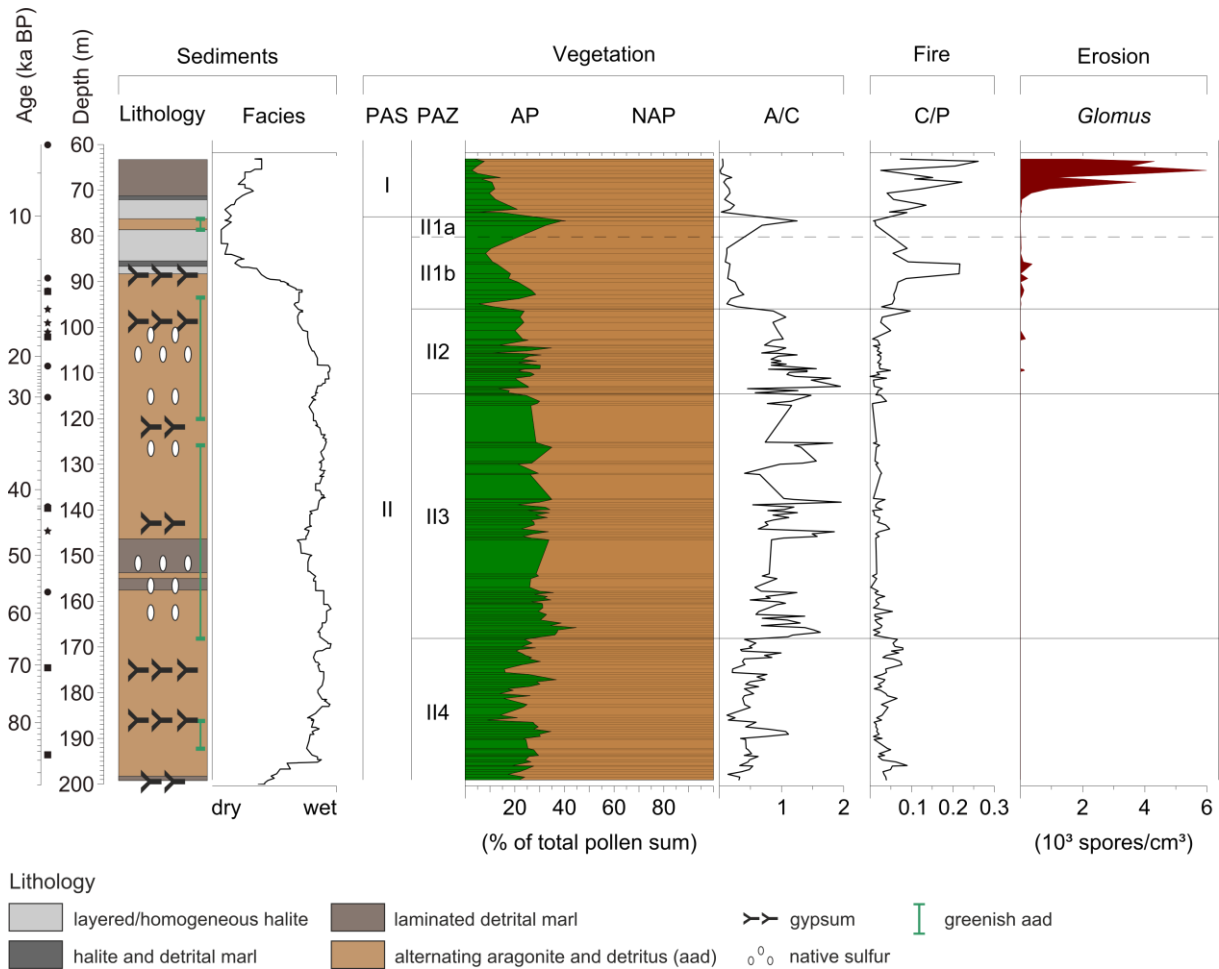 Sediments Vegetation Fire Erosion
Age (ka BP) Depth (m) Lithology Facies PAS PAZ AP NAP A/C C/P Glomus
60
70
10
80
90
100
20
110
30
120
130
40
140
50
150
160
60
170
70
180
80
190
200
I
II
II1a
II1b
II2
II3
II4
dry wet
20 40 60 80
1 2
0.1 0.2 0.3
2 4 6
(% of total pollen sum) (10³ spores/cm³)
Lithology
layered/homogeneous halite laminated detrital marl gypsum greenish aad
halite and detrital marl alternating aragonite and detritus (aad) native sulfur